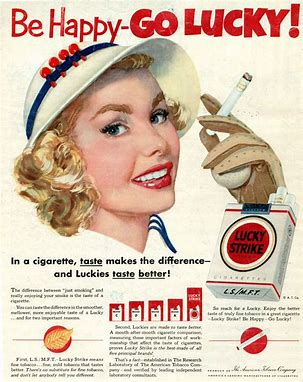 Be Happy-GO LUCKY!
LUCKY
STRIKE
CIGARETTES
L.S./M.F.T.
In a cigarette, taste makes the difference—
and Luckies taste better!
The difference between "just smoking" and
really enjoying your smoke is the taste of a
cigarette.
You can taste the difference in the smoother,
mellower, more enjoyable taste of a Lucky
... and for two important reasons.
First, L.S./M.F.T.-Lucky Strike means
fine tobacco...fine, mild tobacco that tastes
better. There's no substitute for fine tobacco,
and don't let anybody tell you different.
LUCKY
STRIKE
Second, Luckies are made to taste better.
A month-after-month cigarette comparison,
measuring those important factors of work-
manship that affect the taste of cigarettes,
proves Lucky Strike is the best-made of all
five principal brands!
That's a fact-established in The Research
Laboratory of The American Tobacco Com-
pany-and verified by leading independent
laboratory consultants.
So reach for a Lucky. Enjoy the better
taste of truly fine tobacco in a great cigarette
-Lucky Strike! Be Happy-Go Lucky!
The American Tobacco Company